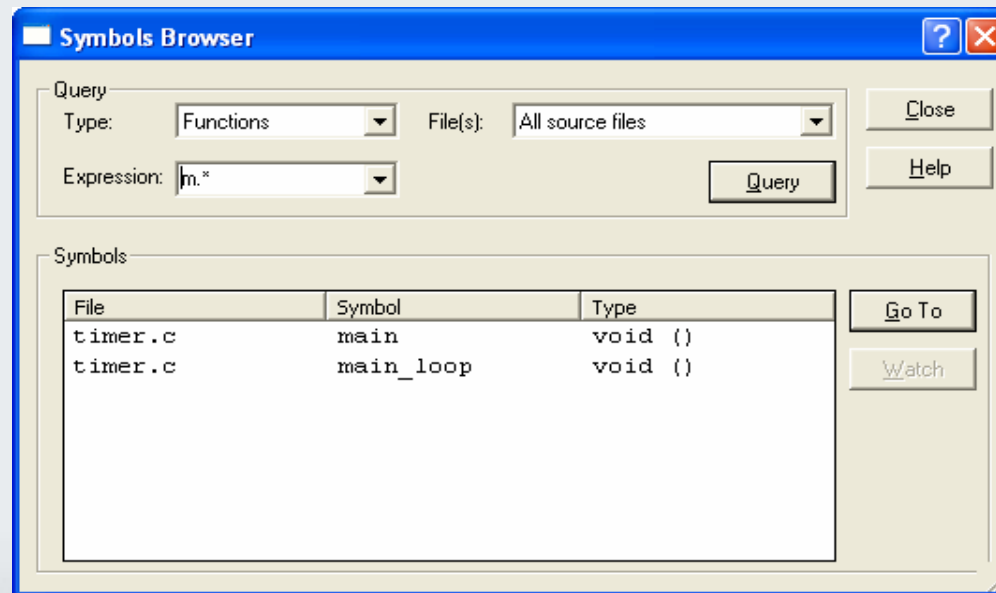 Symbols Browser
Query
Type: Functions File(s): All source files Close
Expression: m.* Query Help
Symbols
File Symbol Type Go To
timer.c main void ()
timer.c main_loop void () Watch